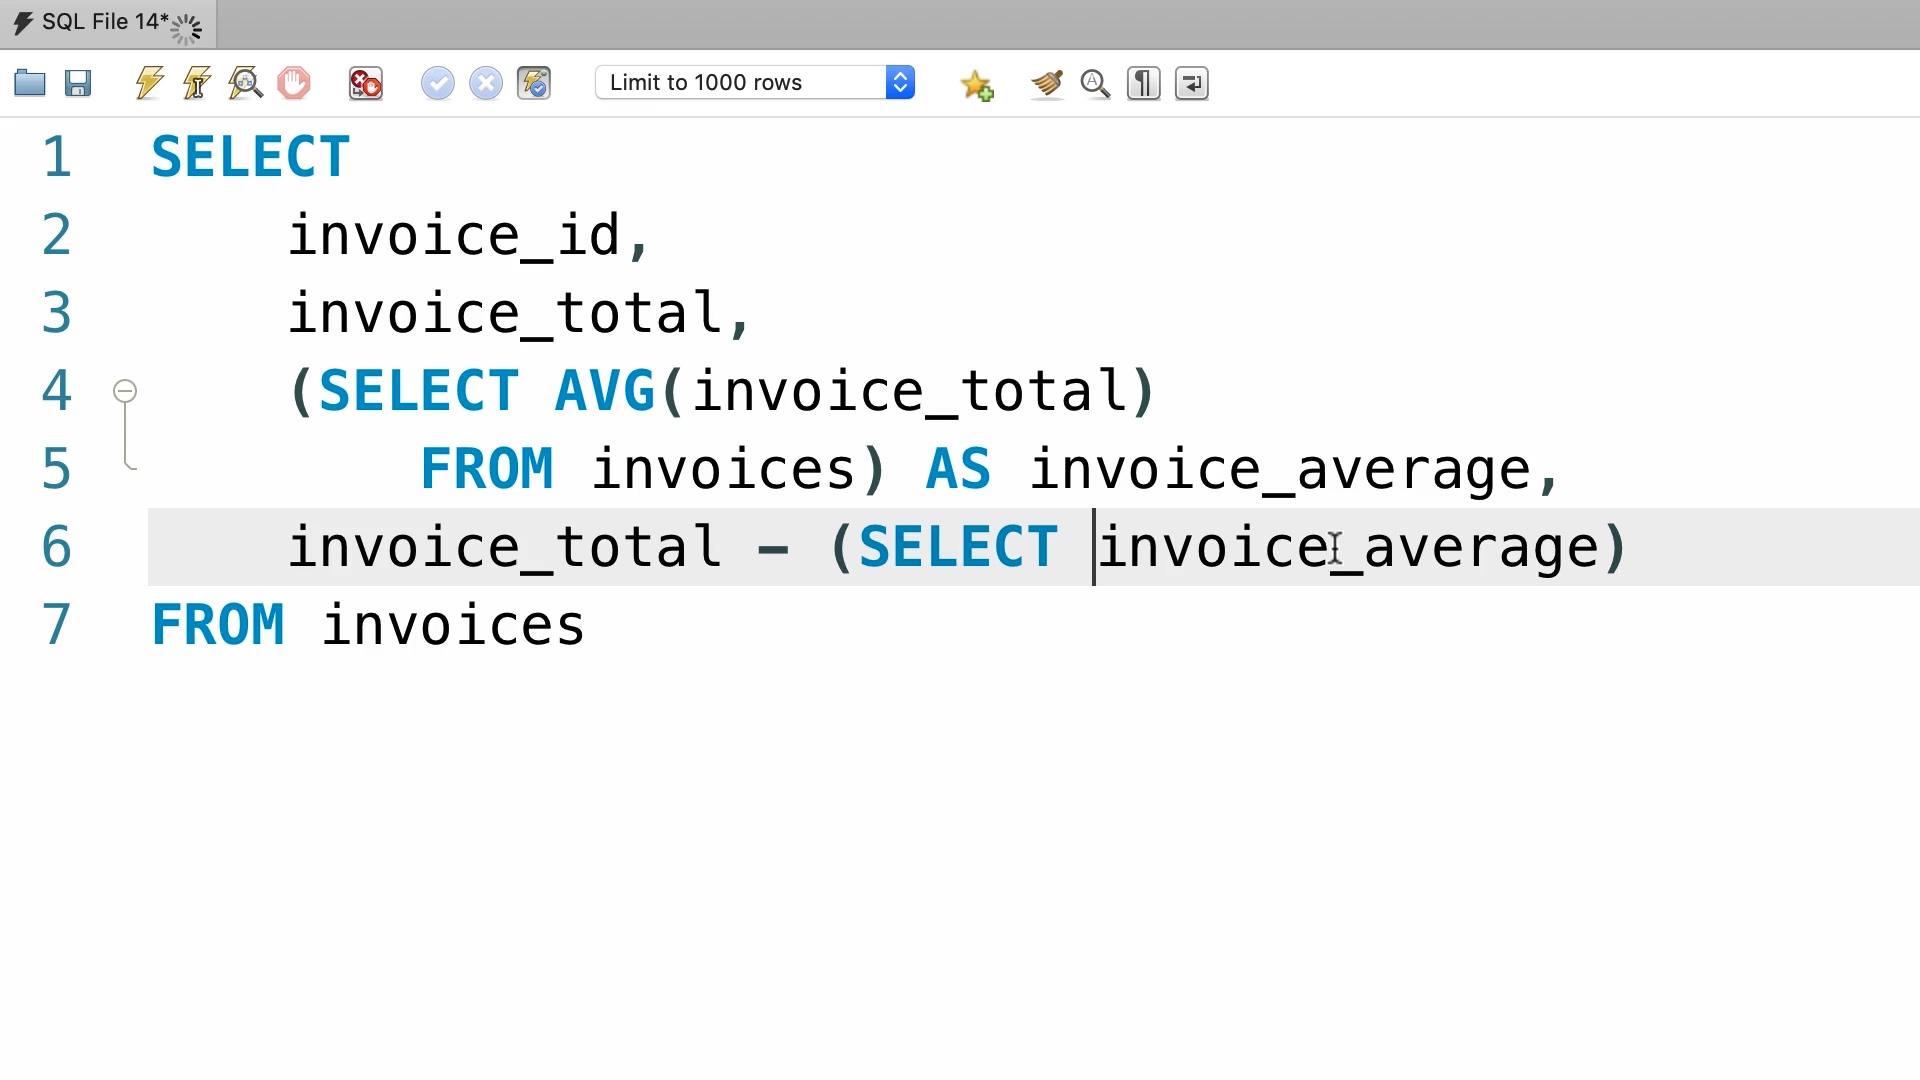 SQL File 14*
Limit to 1000 rows
1 SELECT
2 invoice_id,
3 invoice_total,
4 (SELECT AVG(invoice_total)
5 FROM invoices) AS invoice_average,
6 invoice_total - (SELECT invoice_average)
7 FROM invoices